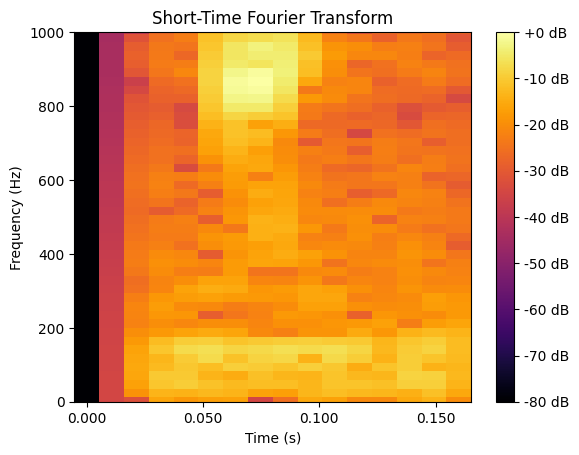 Short-Time Fourier Transform
1000
800
600
400
200
0
Frequency (Hz)
0.000
0.050
0.100
0.150
Time (s)
+0 dB
-10 dB
-20 dB
-30 dB
-40 dB
-50 dB
-60 dB
-70 dB
-80 dB